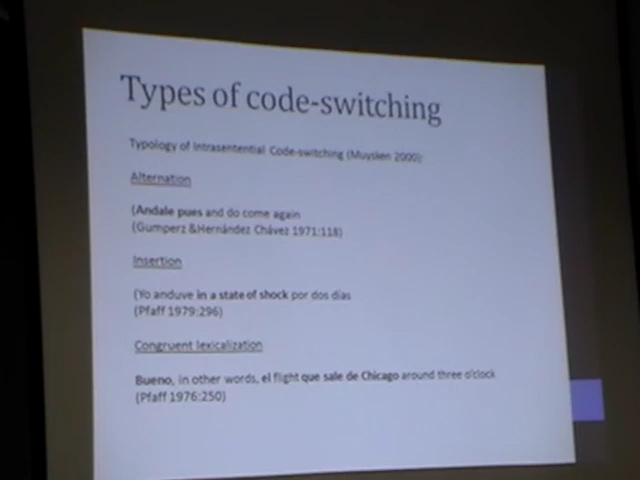 Types of code-switching
Typology of Intrasentential Code-switching (Muysken 2000):
Alternation
(Andale pues and do come again
(Gumperz &Hernández Chávez 1971:118)
Insertion
(Yo anduve in a state of shock por dos días
(Pfaff 1979:296)
Congruent lexicalization
Bueno, in other words, el flight que sale de Chicago around three o'clock
(Pfaff 1976:250)